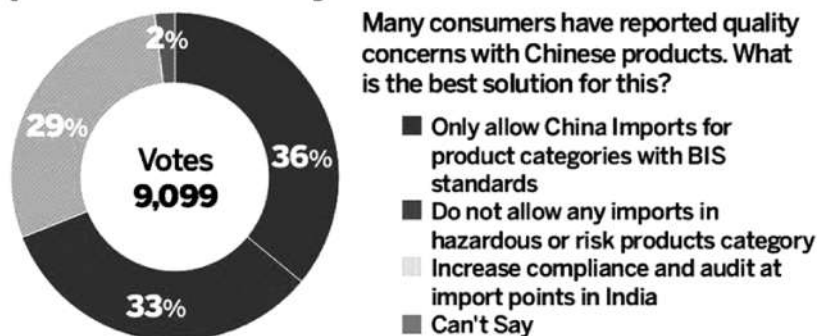 2%
29%
36%
33%
Votes
9,099
Many consumers have reported quality
concerns with Chinese products. What
is the best solution for this?
Only allow China Imports for
product categories with BIS
standards
Do not allow any imports in
hazardous or risk products category
Increase compliance and audit at
import points in India
Can't Say